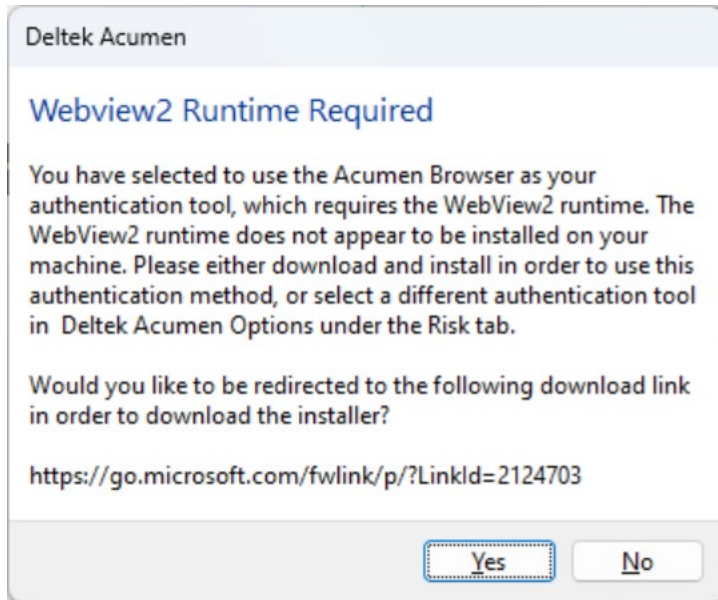 Deltek Acumen
Webview2 Runtime Required
You have selected to use the Acumen Browser as your
authentication tool, which requires the WebView2 runtime. The
WebView2 runtime does not appear to be installed on your
machine. Please either download and install in order to use this
authentication method, or select a different authentication tool
in  Deltek Acumen Options under the Risk tab.
Would you like to be redirected to the following download link
in order to download the installer?
https://go.microsoft.com/fwlink/p/?LinkId=2124703
Yes No